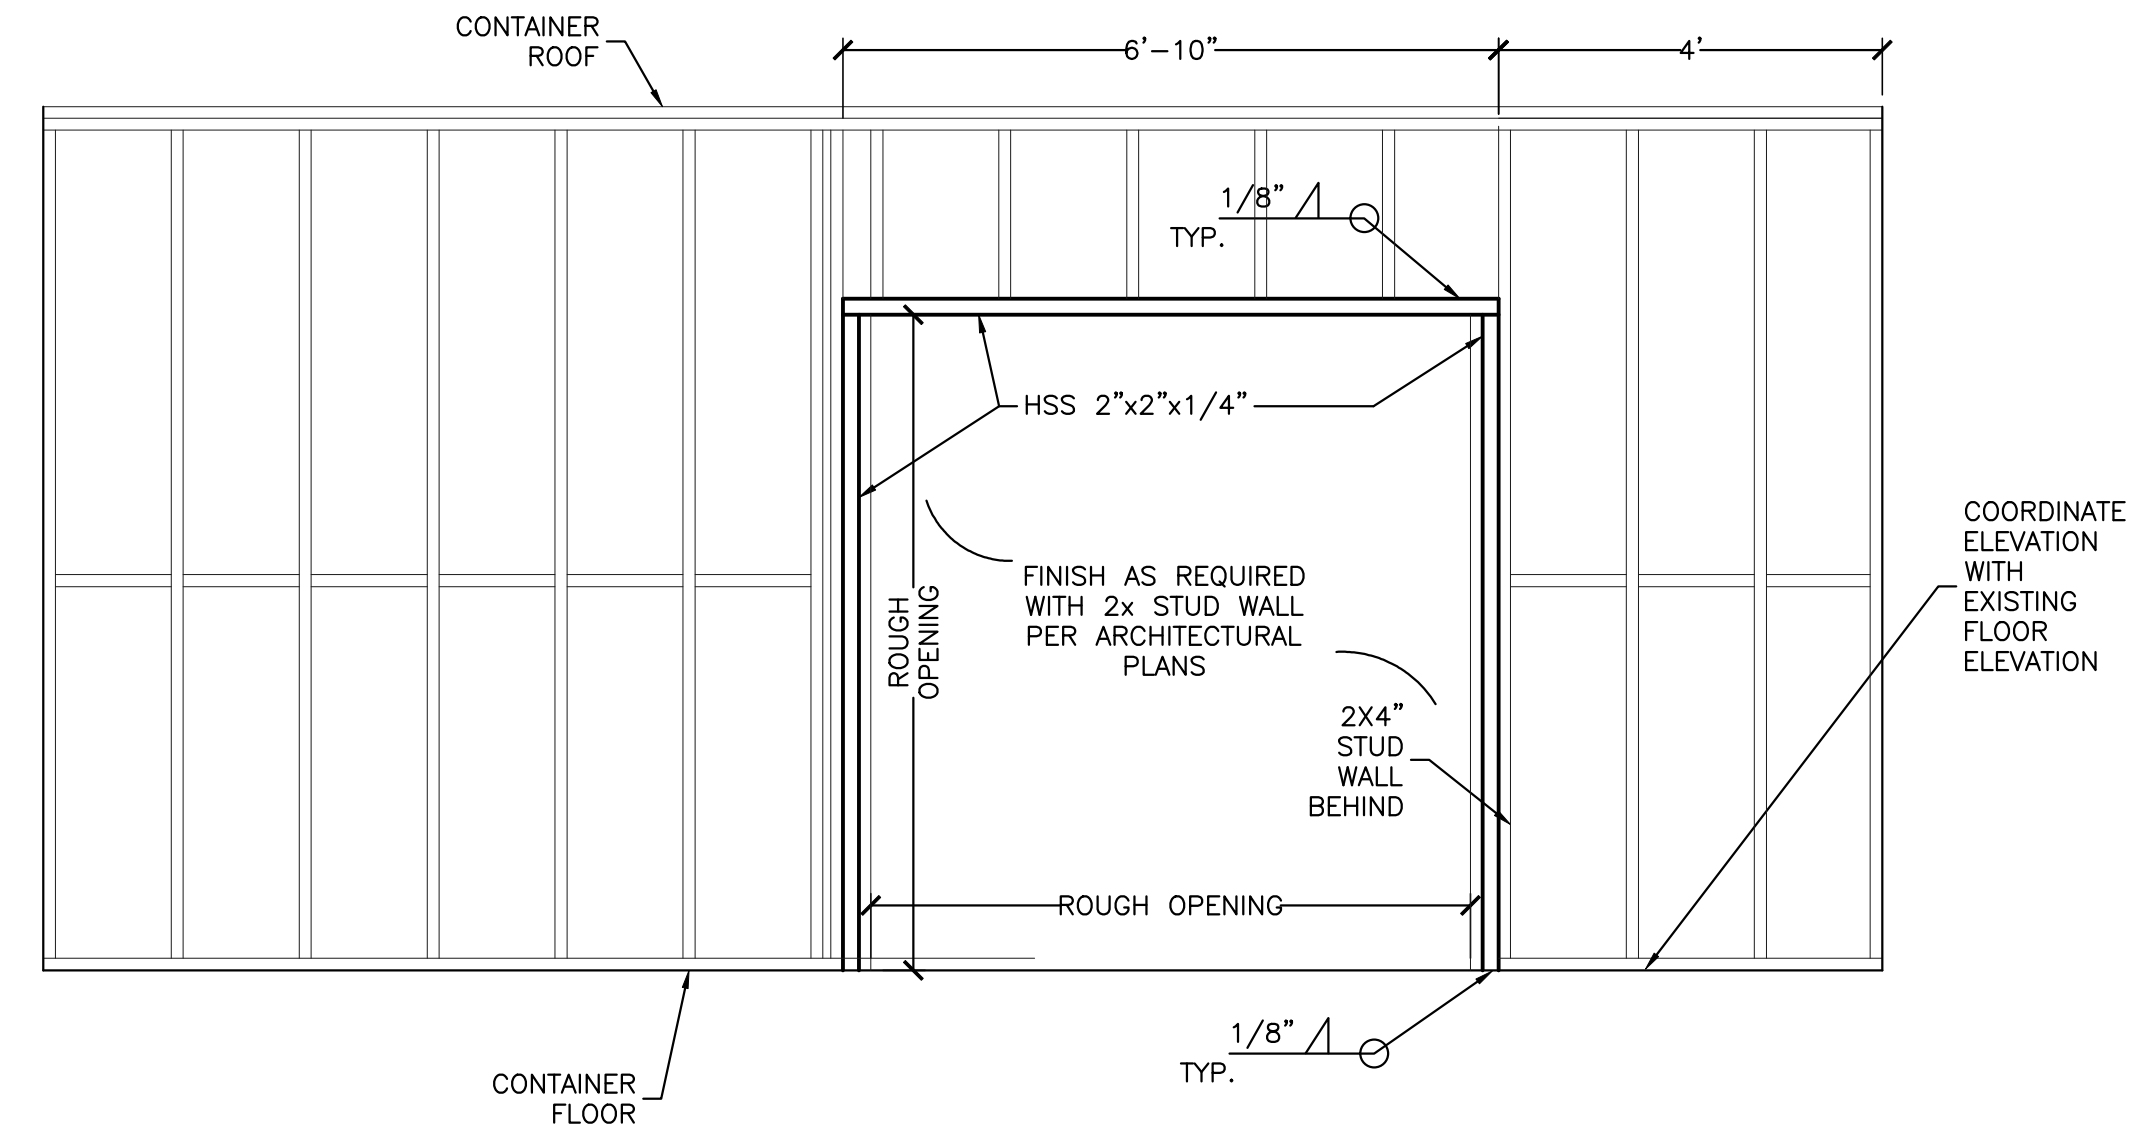 CONTAINER
ROOF
6'-10"
4'
1/8"
TYP.
HSS 2"x2"x1/4"
ROUGH
OPENING
FINISH AS REQUIRED
WITH 2x STUD WALL
PER ARCHITECTURAL
PLANS
COORDINATE
ELEVATION
WITH
EXISTING
FLOOR
ELEVATION
2X4"
STUD
WALL
BEHIND
ROUGH OPENING
1/8"
TYP.
CONTAINER
FLOOR